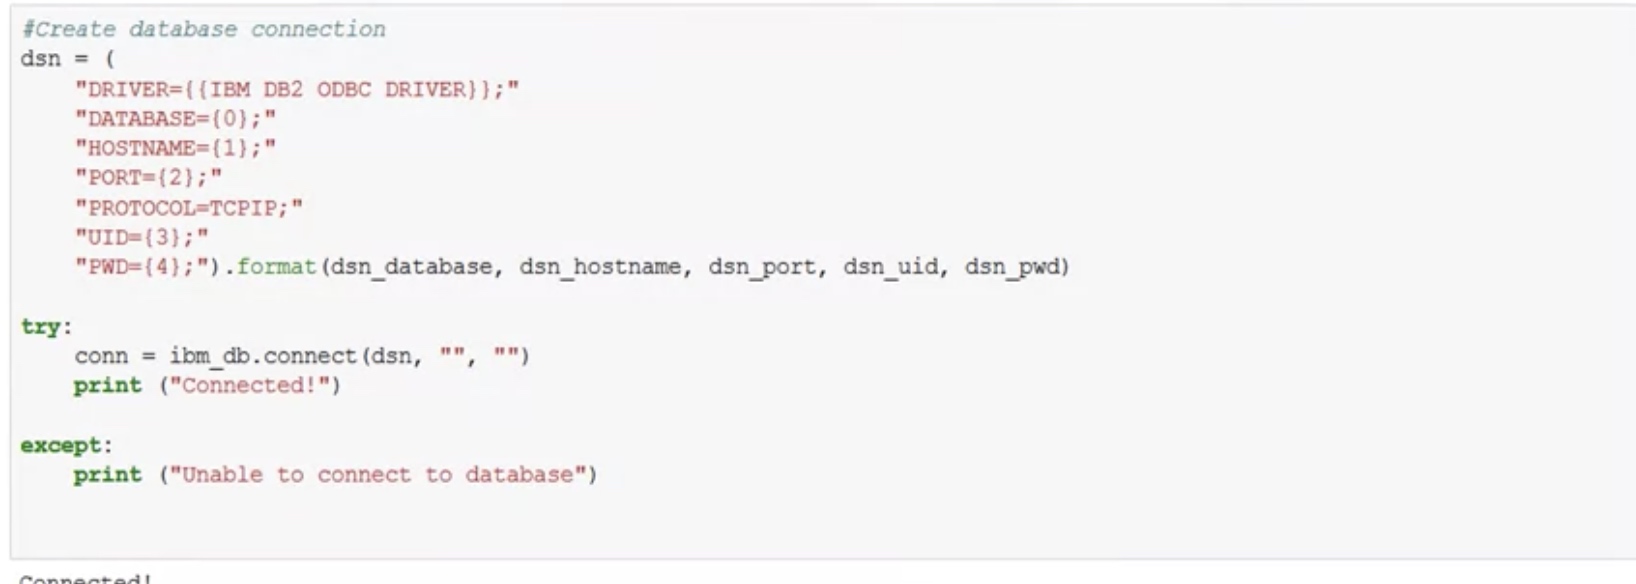 #Create database connection
dsn = (
    "DRIVER={{IBM DB2 ODBC DRIVER}};"
    "DATABASE={0};"
    "HOSTNAME={1};"
    "PORT={2};"
    "PROTOCOL=TCPIP;"
    "UID={3};"
    "PWD={4};").format(dsn_database, dsn_hostname, dsn_port, dsn_uid, dsn_pwd)
try:
    conn = ibm_db.connect(dsn, "", "")
    print ("Connected!")
except:
    print ("Unable to connect to database")
Connected!